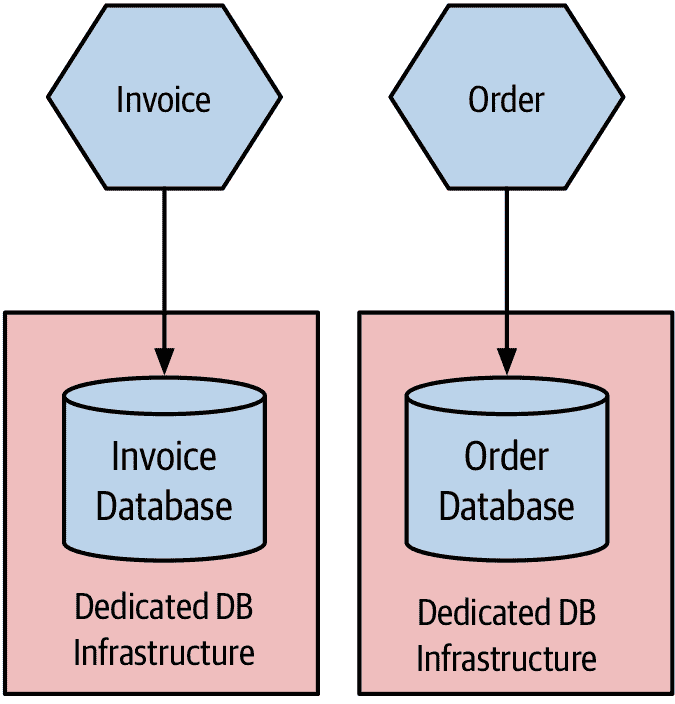 Invoice
Order
Invoice
Database
Order
Database
Dedicated DB
Infrastructure
Dedicated DB
Infrastructure